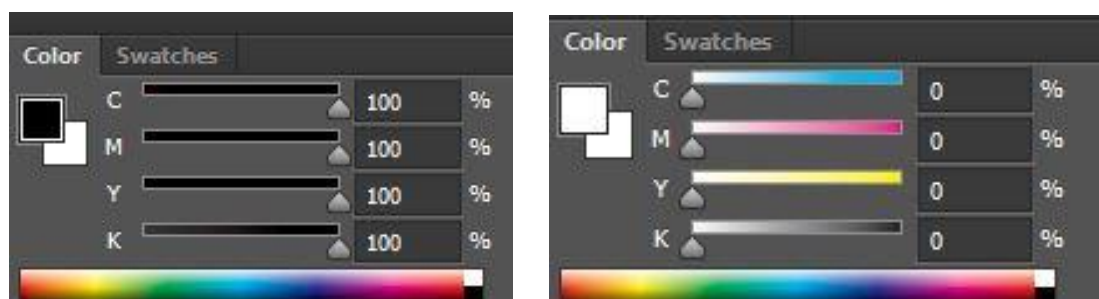 Color Swatches
C 100 %
M 100 %
Y 100 %
K 100 %
Color Swatches
C 0 %
M 0 %
Y 0 %
K 0 %